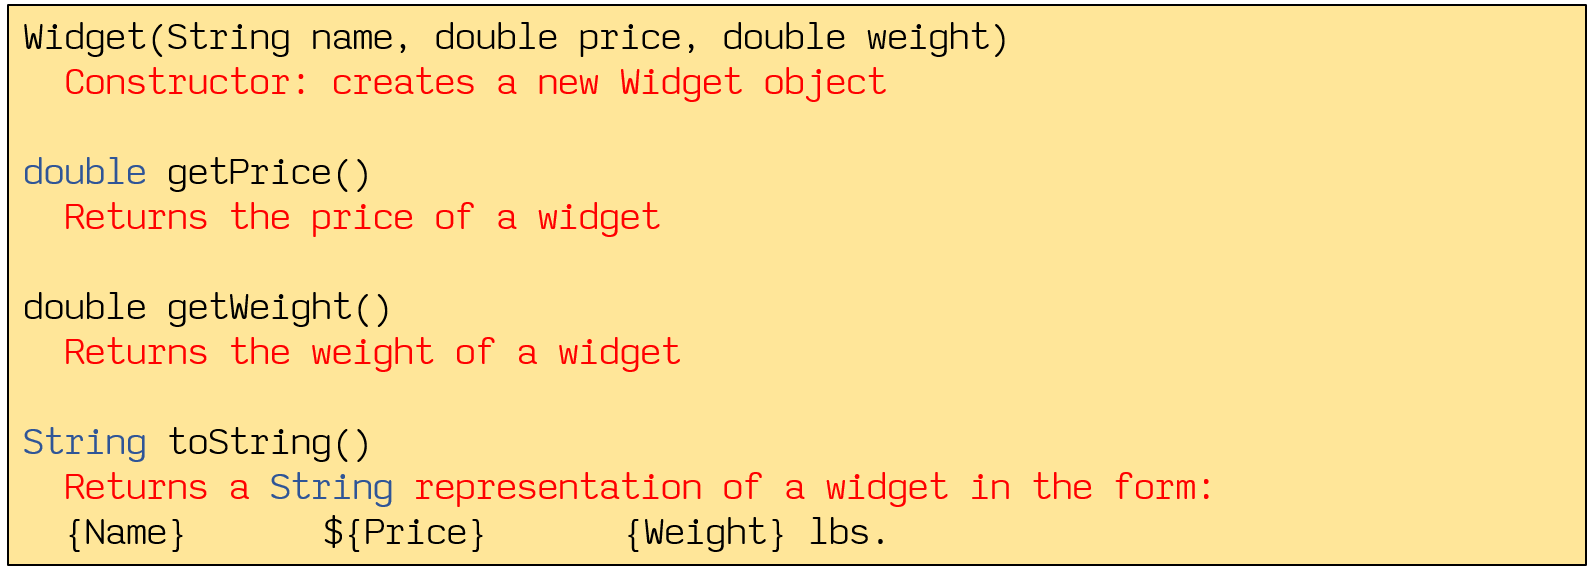 Widget(String name, double price, double weight)
Constructor: creates a new Widget object
double getPrice()
Returns the price of a widget
double getWeight()
Returns the weight of a widget
String toString()
Returns a String representation of a widget in the form:
{Name} ${Price} {Weight} lbs.